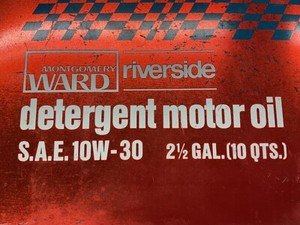 MONTGOMERY
WARD riverside
detergent motor oil
S.A.E. 10W-30 2½ GAL. (10 QTS.)